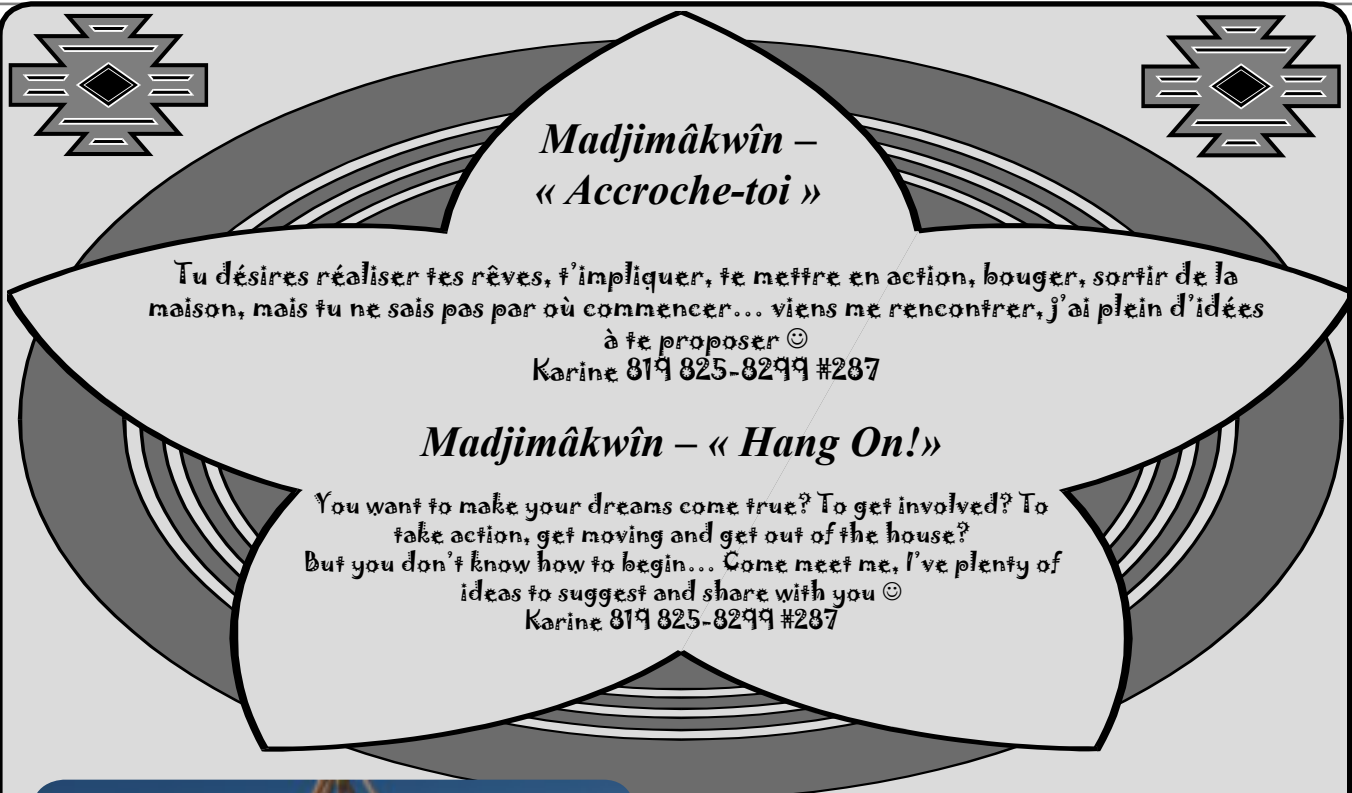 Madjimâkwîn –
« Accroche-toi »
Tu désires réaliser tes rêves, t’impliquer, te mettre en action, bouger, sortir de la
maison, mais tu ne sais pas par où commencer… viens me rencontrer, j’ai plein d’idées
à te proposer ☺
Karine 819 825-8299 #287
Madjimâkwîn – « Hang On!»
You want to make your dreams come true? To get involved? To
take action, get moving and get out of the house?
But you don’t know how to begin… Come meet me, I’ve plenty of
ideas to suggest and share with you ☺
Karine 819 825-8299 #287